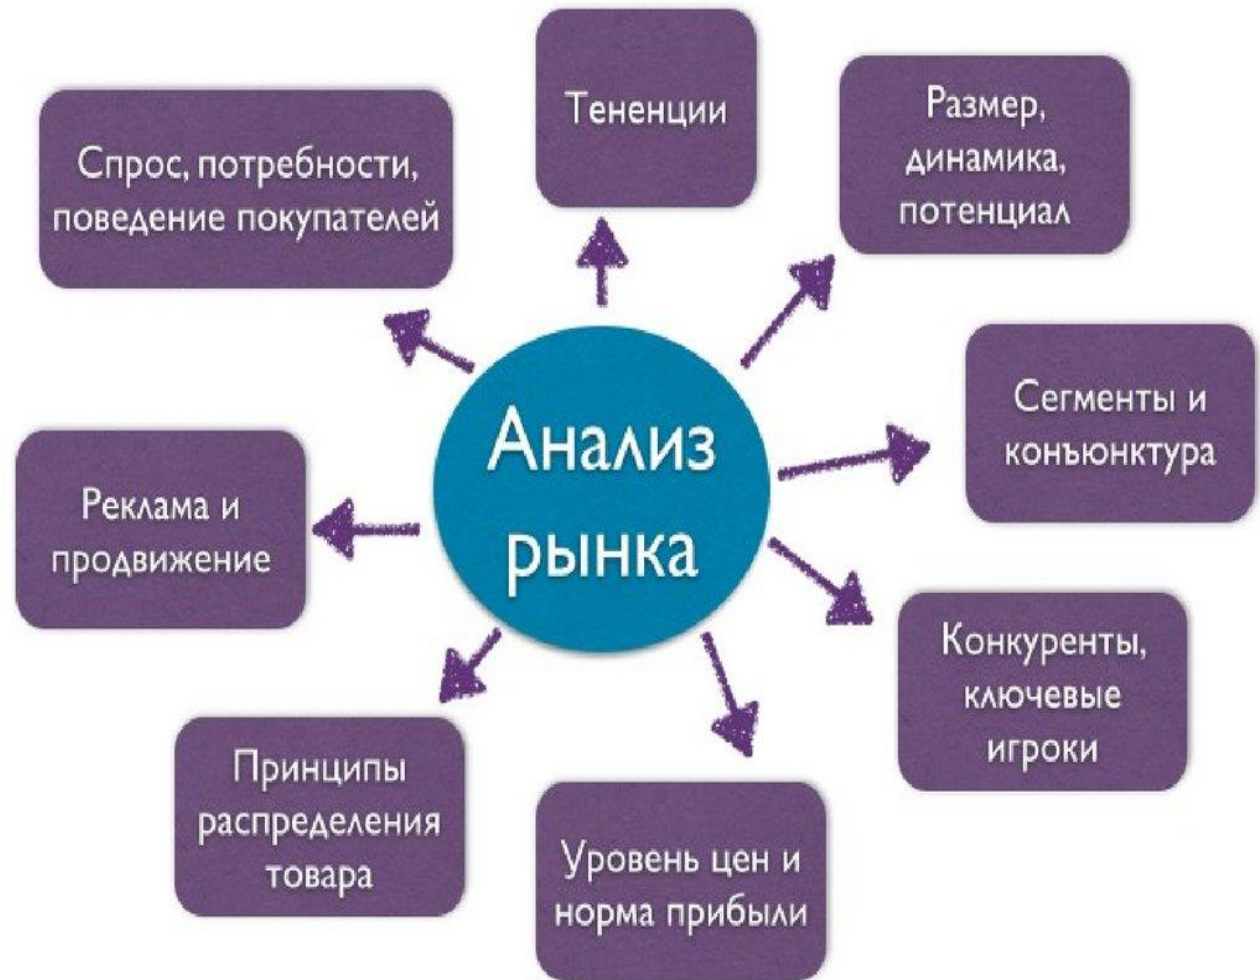 Тененции
Размер,
динамика,
потенциал
Спрос, потребности,
поведение покупателей
Сегменты и
конъюнктура
Анализ
рынка
Реклама и
продвижение
Конкуренты,
ключевые
игроки
Принципы
распределения
товара
Уровень цен и
норма прибыли